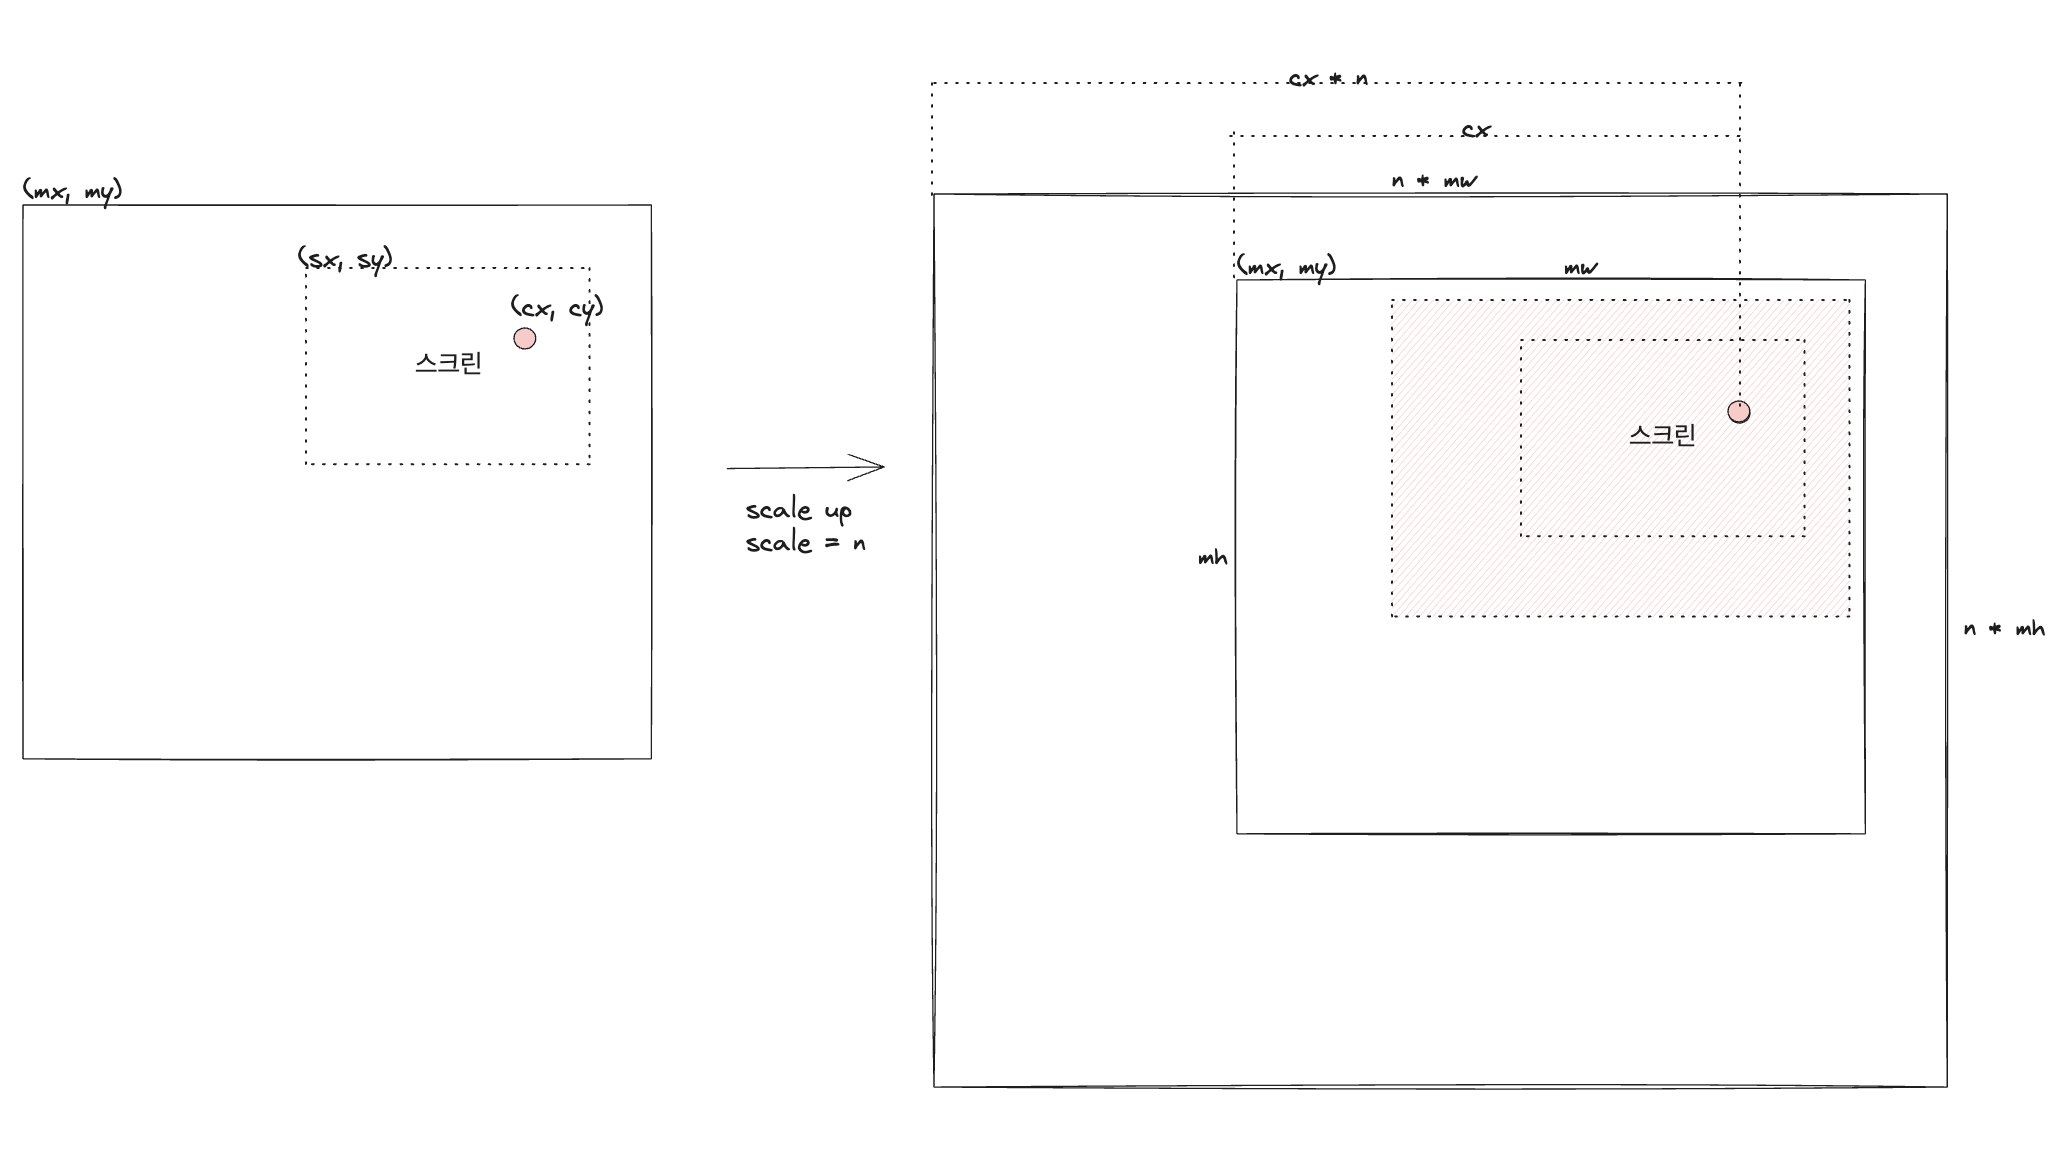 (mx, my)
(sx, sy)
(cx, cy)
스크린
scale up
scale = n
cx * n
cx
n * mw
(mx, my)
mw
스크린
mh
n * mh